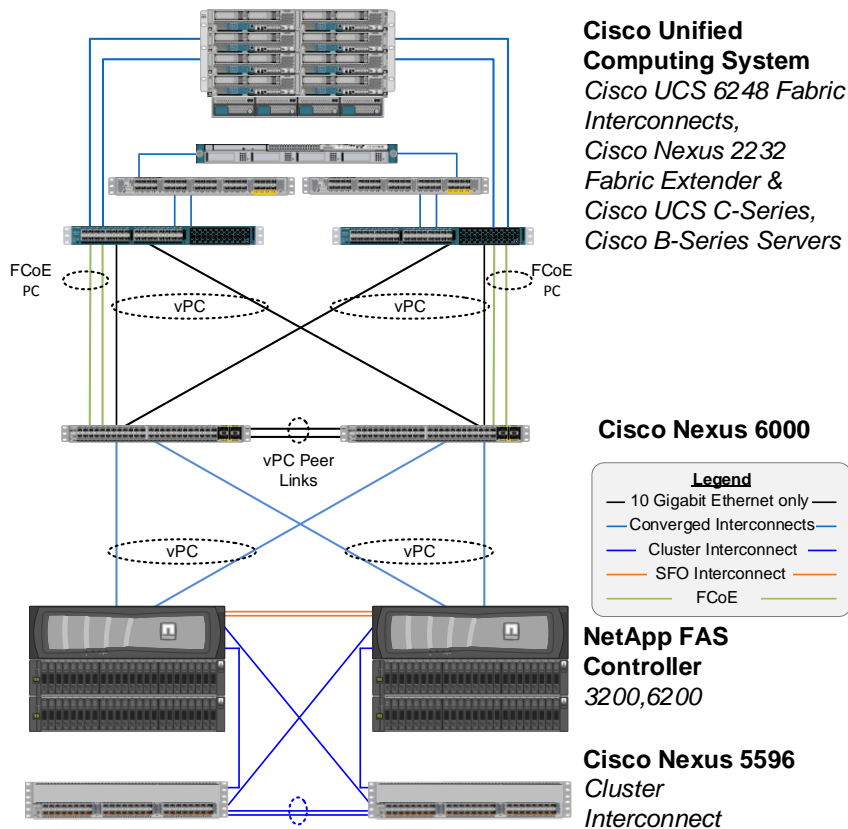 Cisco Unified
Computing System
Cisco UCS 6248 Fabric
Interconnects,
Cisco Nexus 2232
Fabric Extender &
Cisco UCS C-Series,
Cisco B-Series Servers
FCoE
PC
vPC
vPC
FCoE
PC
Cisco Nexus 6000
vPC Peer
Links
Legend
10 Gigabit Ethernet only
Converged Interconnects
Cluster Interconnect
SFO Interconnect
FCoE
vPC
vPC
NetApp FAS
Controller
3200,6200
Cisco Nexus 5596
Cluster
Interconnect